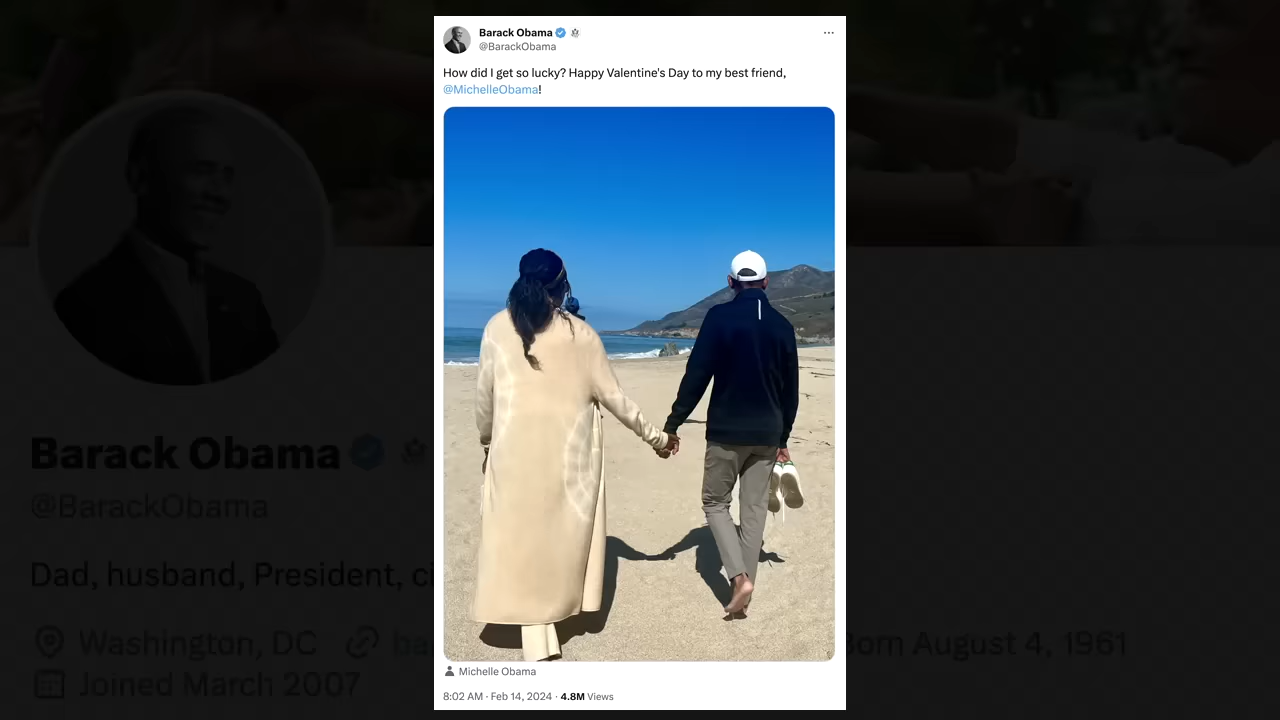 Barack Obama
@BarackObama
How did I get so lucky? Happy Valentine's Day to my best friend,
@MichelleObama!
Michelle Obama
8:02 AM · Feb 14, 2024 · 4.8M Views
Barack Obama
@BarackObama
Dad, husband, President, ci
Washington, DC ba
Born August 4, 1961
Joined March 2007